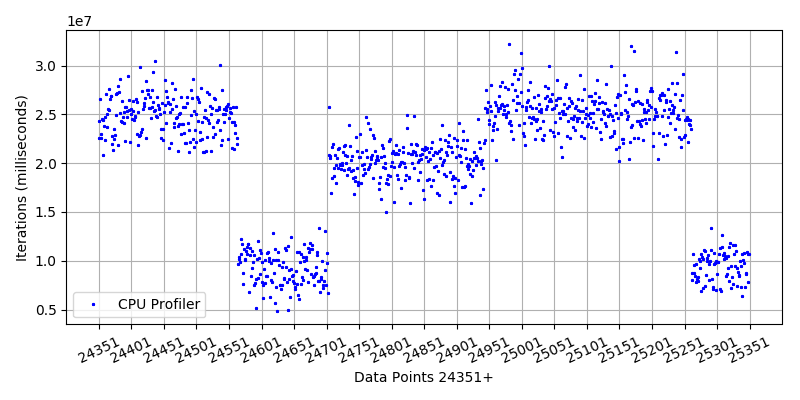 1e7
3.0
2.5
2.0
1.5
1.0
0.5
Iterations (milliseconds)
CPU Profiler
24351 24401 24451 24501 24551 24601 24651 24701 24751 24801 24851 24901 24951 25001 25051 25101 25151 25201 25251 25301 25351
Data Points 24351+